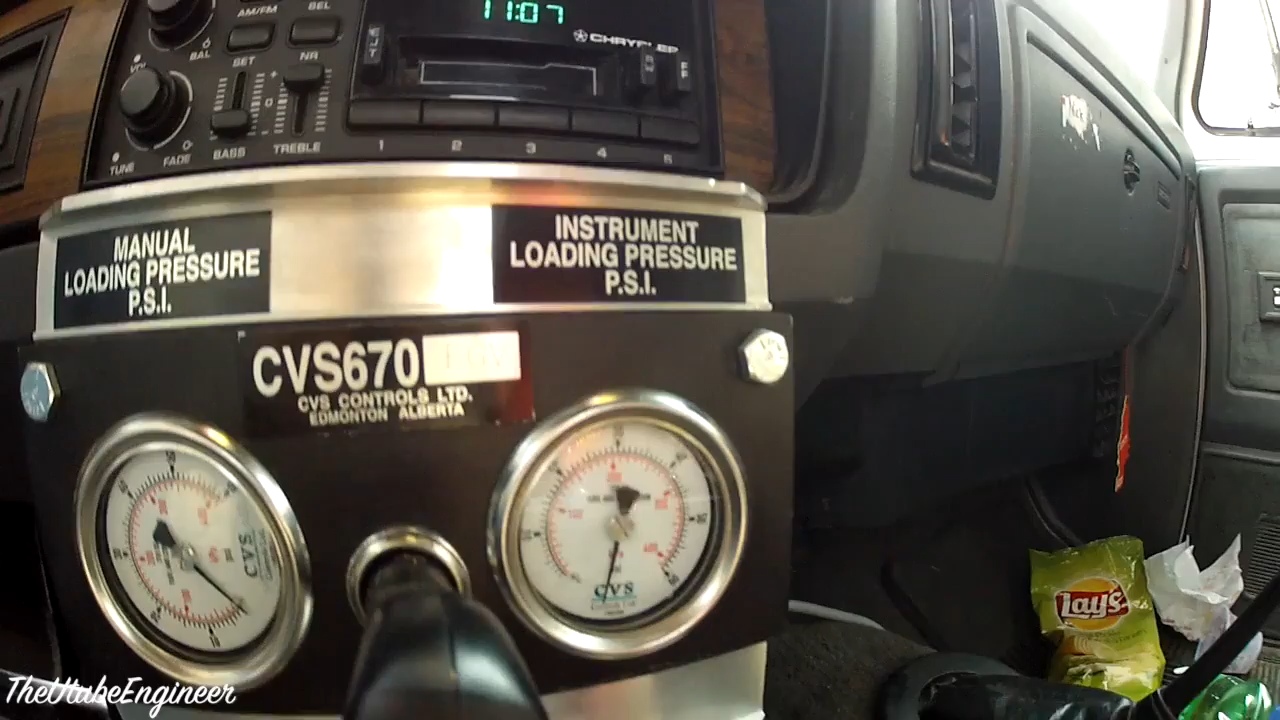 11:07
AM/FM
SEL
CHRYSLER
BAL
SET
NR
VOL
FADE
TUNE
BASS
TREBLE
1 2 3 4 5
MANUAL
LOADING PRESSURE
P.S.I.
INSTRUMENT
LOADING PRESSURE
P.S.I.
CVS670
CVS CONTROLS LTD.
EDMONTON ALBERTA
CVS
CVS
Lay's
TheUtubeEngineer